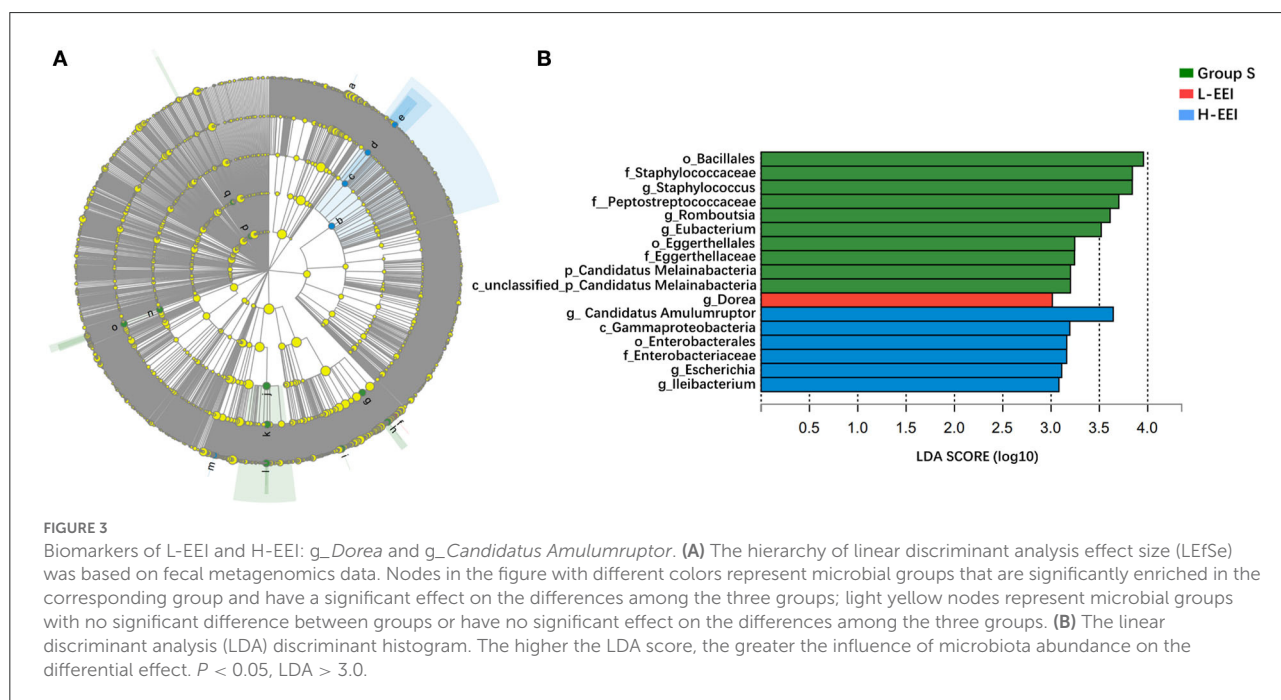 A
B
Group S
L-EEI
H-EEI
a
e
d
c
b
q
p
o
n
j
k
l
m
g
i
o_Bacillales
f_Staphylococcaceae
g_Staphylococcus
f__Peptostreptococcaceae
g_Romboutsia
g_Eubacterium
o_Eggerthellales
f_Eggerthellaceae
p_Candidatus Melainabacteria
c_unclassified_p_Candidatus Melainabacteria
g_Dorea
g_ Candidatus Amulumruptor
c_Gammaproteobacteria
o_Enterobacterales
f_Enterobacteriaceae
g_Escherichia
g_Ileibacterium
0.5 1.0 1.5 2.0 2.5 3.0 3.5 4.0
LDA SCORE (log10)
FIGURE 3
Biomarkers of L-EEI and H-EEI: g_Dorea and g_Candidatus Amulumruptor. (A) The hierarchy of linear discriminant analysis effect size (LEfSe)
was based on fecal metagenomics data. Nodes in the figure with different colors represent microbial groups that are significantly enriched in the
corresponding group and have a significant effect on the differences among the three groups; light yellow nodes represent microbial groups
with no significant difference between groups or have no significant effect on the differences among the three groups. (B) The linear
discriminant analysis (LDA) discriminant histogram. The higher the LDA score, the greater the influence of microbiota abundance on the
differential effect. P < 0.05, LDA > 3.0.